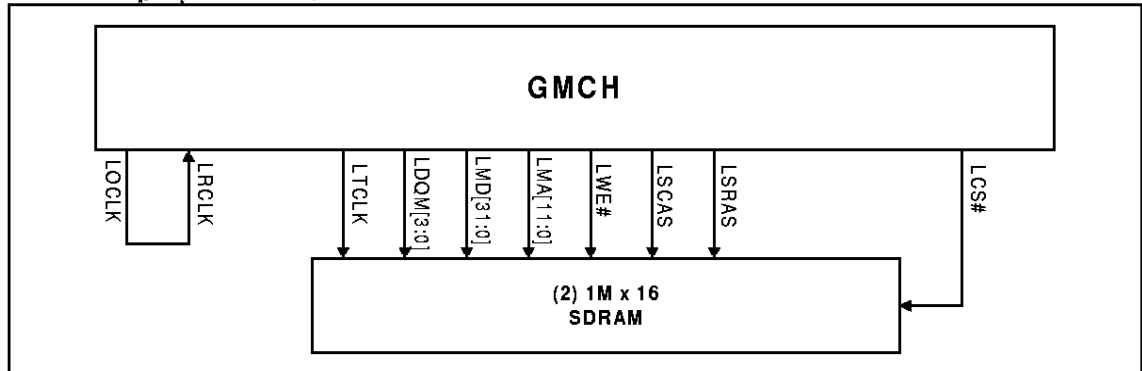 GMCH
LOCLK
LRCLK
LTCLK
LDQM[3:0]
LMD[31:0]
LMA[11:0]
LWE#
LSCAS
LSRAS
LCS#
(2) 1M x 16
SDRAM